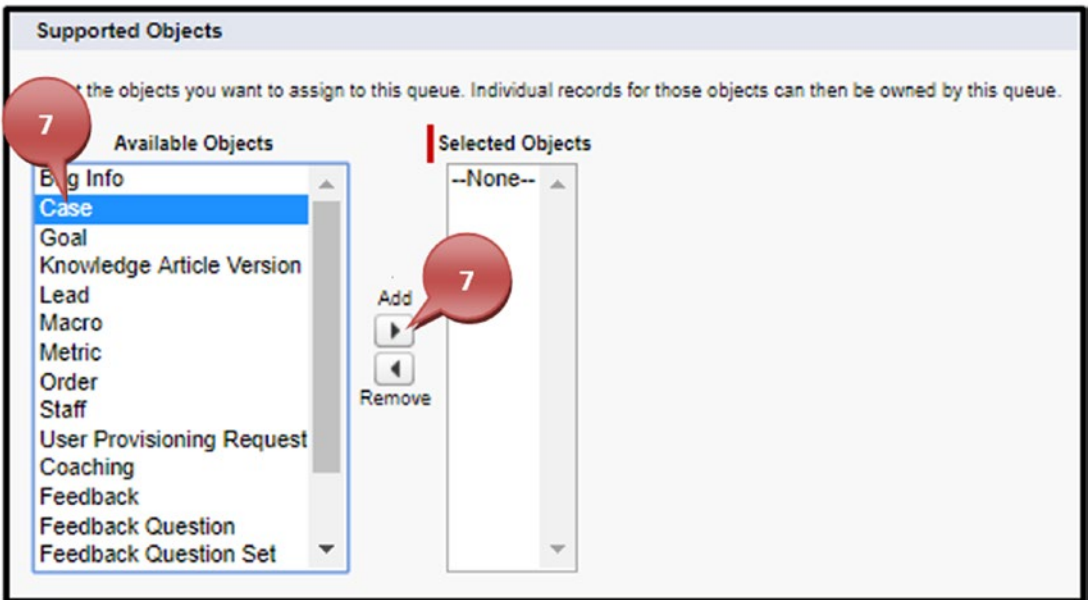 Supported Objects
t the objects you want to assign to this queue. Individual records for those objects can then be owned by this queue.
7
Available Objects
Selected Objects
Bug Info
--None--
Case
Goal
Knowledge Article Version
Lead
Macro
Metric
Order
Staff
User Provisioning Request
Coaching
Feedback
Feedback Question
Feedback Question Set
Add
7
Remove